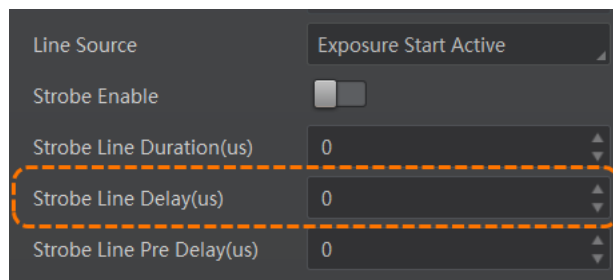 Line Source Exposure Start Active
Strobe Enable
Strobe Line Duration(us) 0
Strobe Line Delay(us) 0
Strobe Line Pre Delay(us) 0